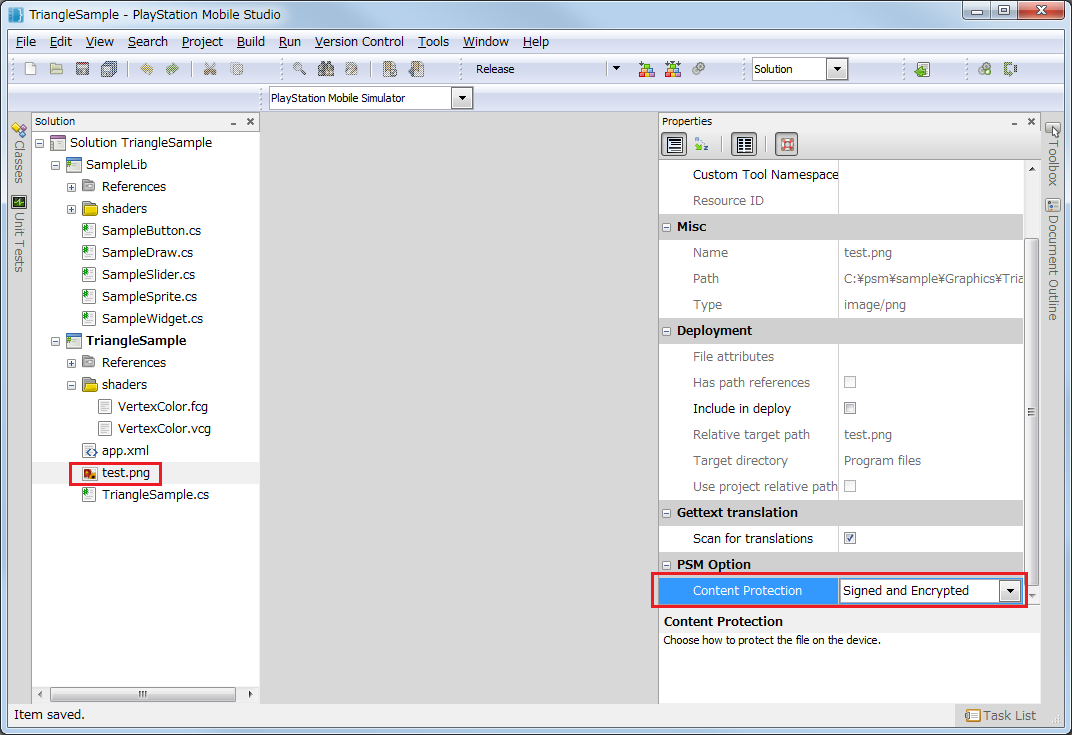 TriangleSample - PlayStation Mobile Studio
File Edit View Search Project Build Run Version Control Tools Window Help
Release
Solution
PlayStation Mobile Simulator
Classes
Unit Tests
Solution
Solution TriangleSample
SampleLib
References
shaders
SampleButton.cs
SampleDraw.cs
SampleSlider.cs
SampleSprite.cs
SampleWidget.cs
TriangleSample
References
shaders
VertexColor.fcg
VertexColor.vcg
app.xml
test.png
TriangleSample.cs
Properties
Custom Tool Namespace
Resource ID
Misc
Name test.png
Path C:¥psm¥sample¥Graphics¥Tria
Type image/png
Deployment
File attributes
Has path references
Include in deploy
Relative target path test.png
Target directory Program files
Use project relative path
Gettext translation
Scan for translations
PSM Option
Content Protection Signed and Encrypted
Content Protection
Choose how to protect the file on the device.
Toolbox
Document Outline
Item saved.
Task List